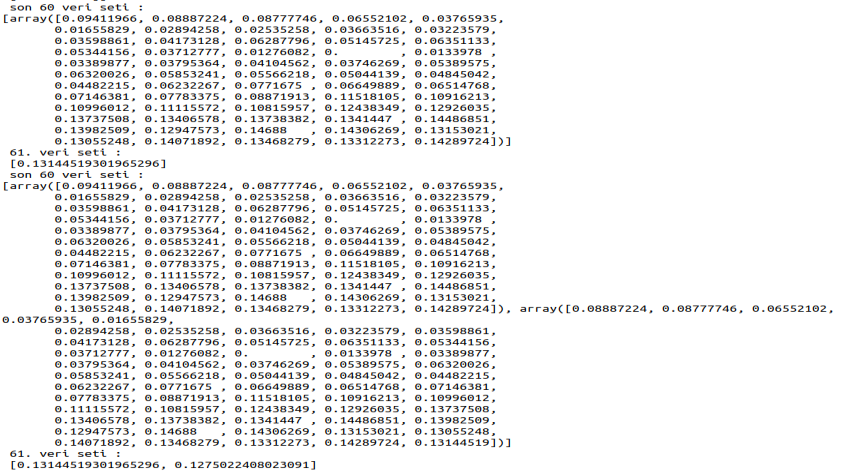 son 60 veri seti :
[array([0.09411966, 0.08887224, 0.08777746, 0.06552102, 0.03765935,
0.01655829, 0.02894258, 0.02535258, 0.03663516, 0.03223579,
0.03598861, 0.04173128, 0.06287796, 0.05145725, 0.06351133,
0.05344156, 0.03712777, 0.01276082, 0. , 0.0133978 ,
0.03389877, 0.03795364, 0.04104562, 0.03746269, 0.05389575,
0.06320026, 0.05853241, 0.05566218, 0.05044139, 0.04845042,
0.04482215, 0.06232267, 0.0771675 , 0.06649889, 0.06514768,
0.07146381, 0.07783375, 0.08871913, 0.11518105, 0.10916213,
0.10996012, 0.11115572, 0.10815957, 0.12438349, 0.12926035,
0.13737508, 0.13406578, 0.13738382, 0.1341447 , 0.14486851,
0.13982509, 0.12947573, 0.14688 , 0.14306269, 0.13153021,
0.13055248, 0.14071892, 0.13468279, 0.13312273, 0.14289724])]
61. veri seti :
[0.13144519301965296]
son 60 veri seti :
[array([0.09411966, 0.08887224, 0.08777746, 0.06552102, 0.03765935,
0.01655829, 0.02894258, 0.02535258, 0.03663516, 0.03223579,
0.03598861, 0.04173128, 0.06287796, 0.05145725, 0.06351133,
0.05344156, 0.03712777, 0.01276082, 0. , 0.0133978 ,
0.03389877, 0.03795364, 0.04104562, 0.03746269, 0.05389575,
0.06320026, 0.05853241, 0.05566218, 0.05044139, 0.04845042,
0.04482215, 0.06232267, 0.0771675 , 0.06649889, 0.06514768,
0.07146381, 0.07783375, 0.08871913, 0.11518105, 0.10916213,
0.10996012, 0.11115572, 0.10815957, 0.12438349, 0.12926035,
0.13737508, 0.13406578, 0.13738382, 0.1341447 , 0.14486851,
0.13982509, 0.12947573, 0.14688 , 0.14306269, 0.13153021,
0.13055248, 0.14071892, 0.13468279, 0.13312273, 0.14289724]), array([0.08887224, 0.08777746, 0.06552102,
0.03765935, 0.01655829,
0.02894258, 0.02535258, 0.03663516, 0.03223579, 0.03598861,
0.04173128, 0.06287796, 0.05145725, 0.06351133, 0.05344156,
0.03712777, 0.01276082, 0. , 0.0133978 , 0.03389877,
0.03795364, 0.04104562, 0.03746269, 0.05389575, 0.06320026,
0.05853241, 0.05566218, 0.05044139, 0.04845042, 0.04482215,
0.06232267, 0.0771675 , 0.06649889, 0.06514768, 0.07146381,
0.07783375, 0.08871913, 0.11518105, 0.10916213, 0.10996012,
0.11115572, 0.10815957, 0.12438349, 0.12926035, 0.13737508,
0.13406578, 0.13738382, 0.1341447 , 0.14486851, 0.13982509,
0.12947573, 0.14688 , 0.14306269, 0.13153021, 0.13055248,
0.14071892, 0.13468279, 0.13312273, 0.14289724, 0.13144519])]
61. veri seti :
[0.13144519301965296, 0.1275022408023091]